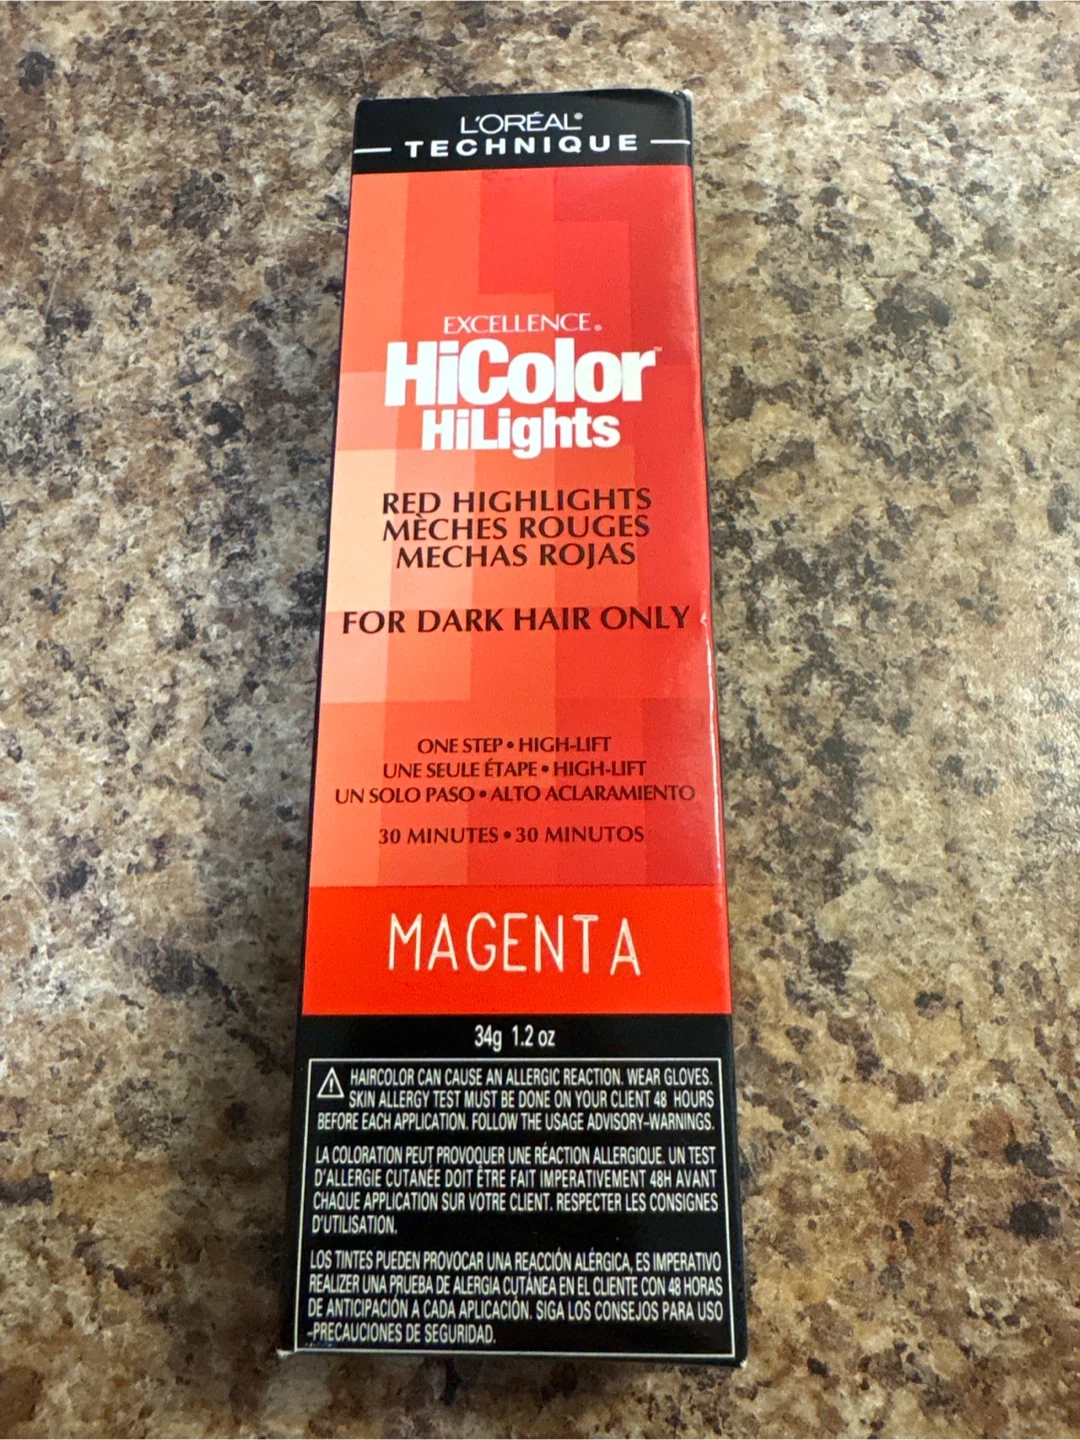 L'ORÉAL®
TECHNIQUE
EXCELLENCE®
HiColor™
HiLights
RED HIGHLIGHTS
MÈCHES ROUGES
MECHAS ROJAS
FOR DARK HAIR ONLY
ONE STEP • HIGH-LIFT
UNE SEULE ÉTAPE • HIGH-LIFT
UN SOLO PASO • ALTO ACLARAMIENTO
30 MINUTES • 30 MINUTOS
MAGENTA
34g 1.2 oz
HAIRCOLOR CAN CAUSE AN ALLERGIC REACTION. WEAR GLOVES.
SKIN ALLERGY TEST MUST BE DONE ON YOUR CLIENT 48 HOURS
BEFORE EACH APPLICATION. FOLLOW THE USAGE ADVISORY–WARNINGS.
LA COLORATION PEUT PROVOQUER UNE RÉACTION ALLERGIQUE. UN TEST
D'ALLERGIE CUTANÉE DOIT ÊTRE FAIT IMPERATIVEMENT 48H AVANT
CHAQUE APPLICATION SUR VOTRE CLIENT. RESPECTER LES CONSIGNES
D'UTILISATION.
LOS TINTES PUEDEN PROVOCAR UNA REACCIÓN ALÉRGICA, ES IMPERATIVO
REALIZER UNA PRUEBA DE ALERGIA CUTÁNEA EN EL CLIENTE CON 48 HORAS
DE ANTICIPACIÓN A CADA APLICACIÓN. SIGA LOS CONSEJOS PARA USO
–PRECAUCIONES DE SEGURIDAD.